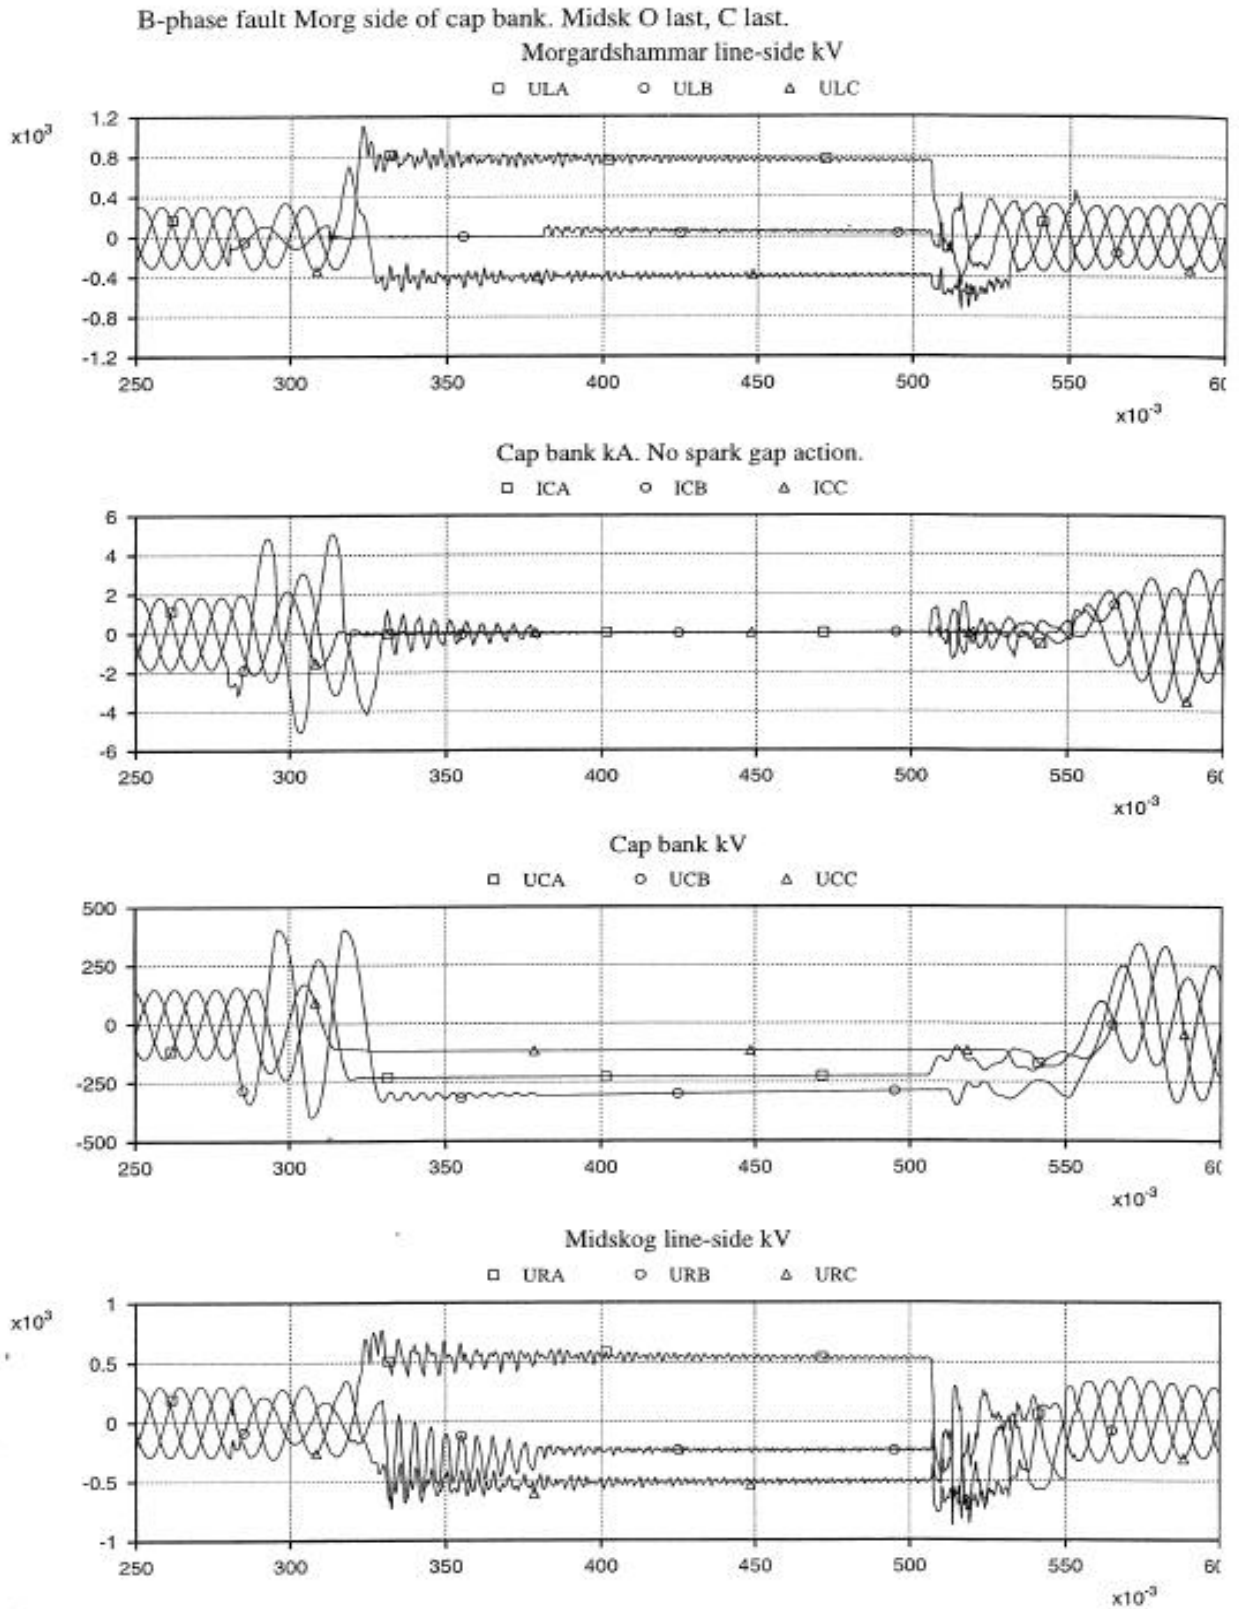 B-phase fault Morg side of cap bank. Midsk O last, C last.
Morgardshammar line-side kV
ULA ULB ULC
x10³
1.2
0.8
0.4
0
-0.4
-0.8
-1.2
250 300 350 400 450 500 550 60
x10⁻³
Cap bank kA. No spark gap action.
ICA ICB ICC
6
4
2
0
-2
-4
-6
250 300 350 400 450 500 550 60
x10⁻³
Cap bank kV
UCA UCB UCC
500
250
0
-250
-500
250 300 350 400 450 500 550 60
x10⁻³
Midskog line-side kV
URA URB URC
x10³
1
0.5
0
-0.5
-1
250 300 350 400 450 500 550 60
x10⁻³